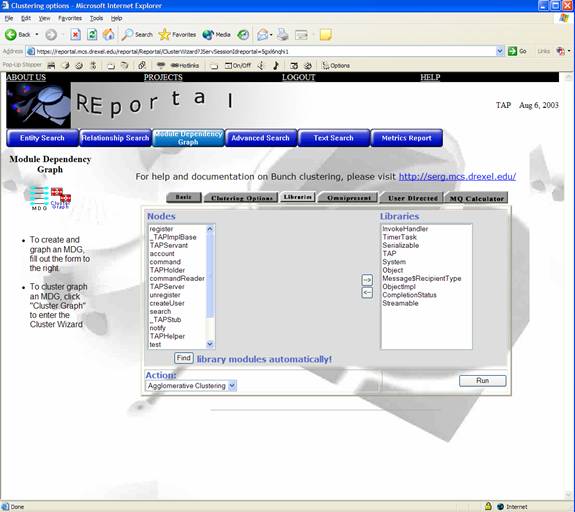 Clustering options - Microsoft Internet Explorer
File Edit View Favorites Tools Help
Back Search Favorites Media
Address https://reportal.mcs.drexel.edu/reportal/Reportal/ClusterWizard?JServSessionIdreportal=5gxl6nqhi1 Go Links
Pop-Up Stopper Hotlinks On/Off Options
ABOUT US PROJECTS LOGOUT HELP
REportal
TAP Aug 6, 2003
Entity Search Relationship Search Module Dependency Graph Advanced Search Text Search Metrics Report
Module Dependency
Graph
For help and documentation on Bunch clustering, please visit http://serg.mcs.drexel.edu/
MDG Cluster Graph
Basic Clutering Options Libraries Omnipresent User Directed MQ Calculator
• To create and
graph an MDG,
fill out the form to
the right.
• To cluster graph
an MDG, click
"Cluster Graph"
to enter the
Cluster Wizard
Nodes
register
_TAPImplBase
TAPServant
account
command
TAPHolder
commandReader
TAPServer
unregister
createUser
search
_TAPStub
notify
TAPHelper
test
-->
<--
Libraries
InvokeHandler
TimerTask
Serializable
TAP
System
Object
Message$RecipientType
ObjectImpl
CompletionStatus
Streamable
Find library modules automatically!
Action:
Agglomerative Clustering
Run
Done
Internet